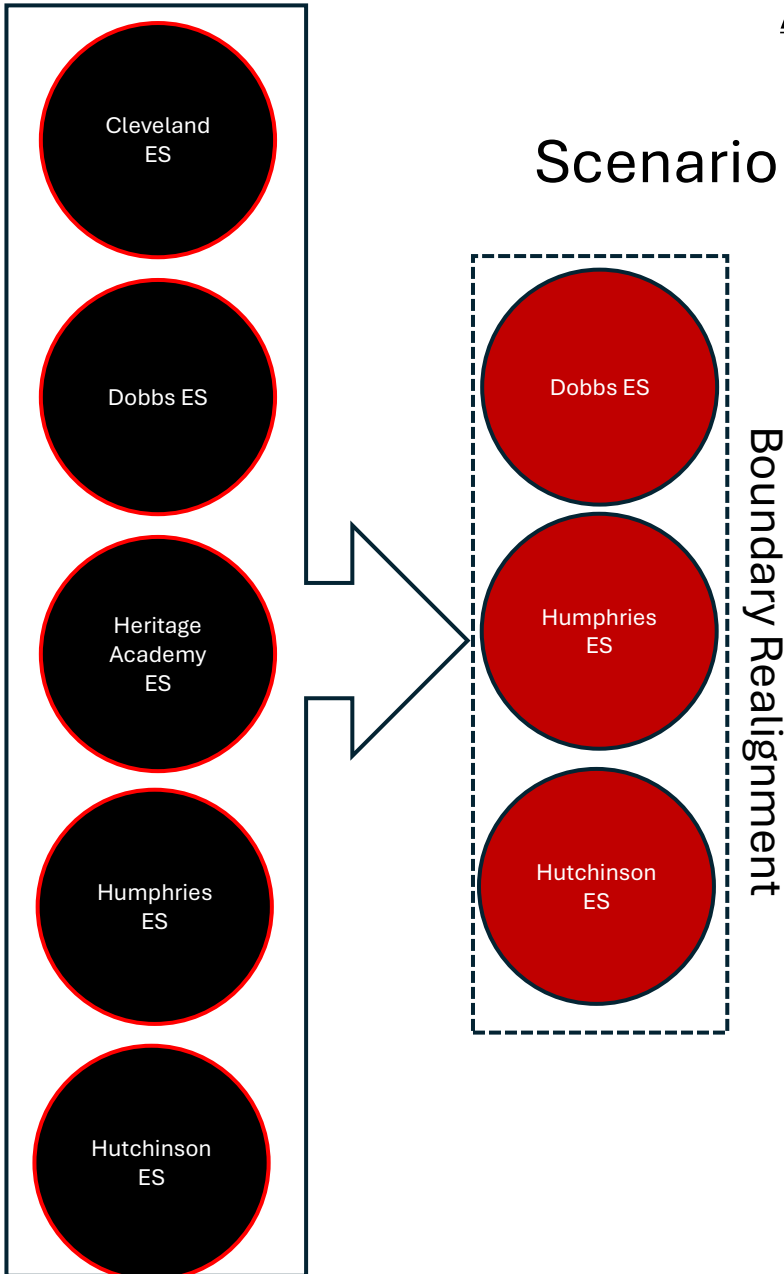 Cleveland
ES
Dobbs ES
Heritage
Academy
ES
Humphries
ES
Hutchinson
ES
Scenario
Dobbs ES
Humphries
ES
Hutchinson
ES
Boundary Realignment